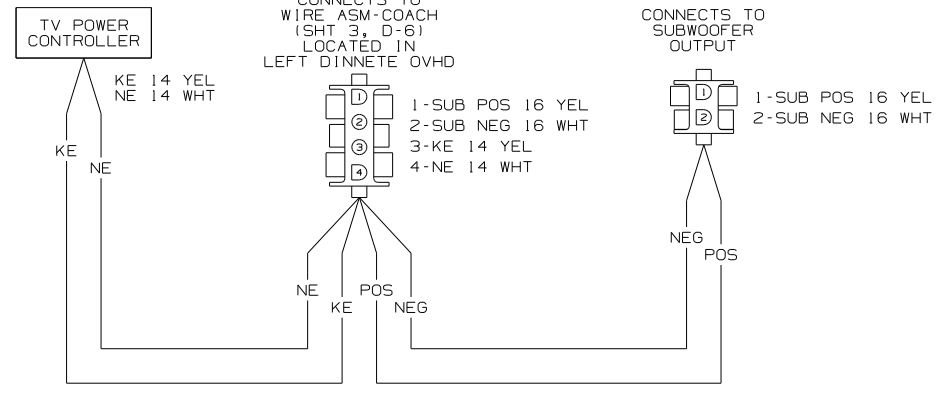 TV POWER
CONTROLLER
KE 14 YEL
NE 14 WHT
KE
NE
CONNECTS TO
WIRE ASM-COACH
(SHT 3, D-6)
LOCATED IN
LEFT DINNETE OVHD
1
2
3
4
1-SUB POS 16 YEL
2-SUB NEG 16 WHT
3-KE 14 YEL
4-NE 14 WHT
NE
KE
POS
NEG
CONNECTS TO
SUBWOOFER
OUTPUT
1
2
1-SUB POS 16 YEL
2-SUB NEG 16 WHT
NEG
POS